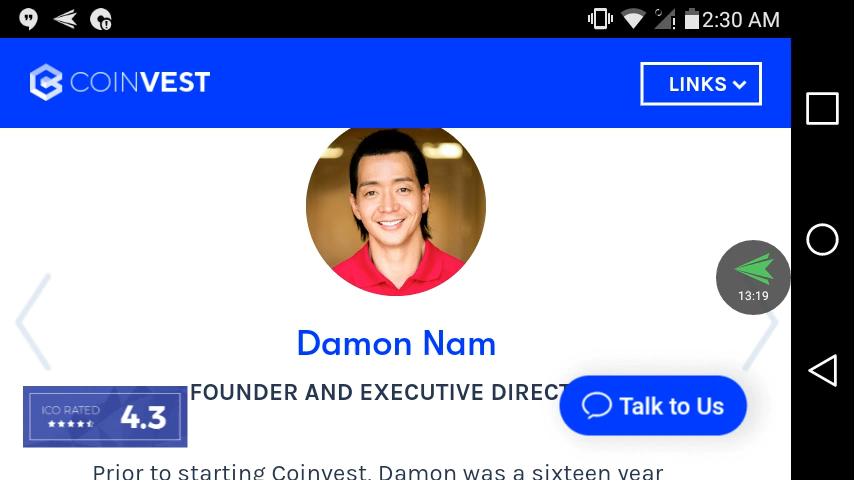 2:30 AM
COINVEST
LINKS
13:19
Damon Nam
FOUNDER AND EXECUTIVE DIRECT
ICO RATED
4.3
Talk to Us
Prior to starting Coinvest, Damon was a sixteen year